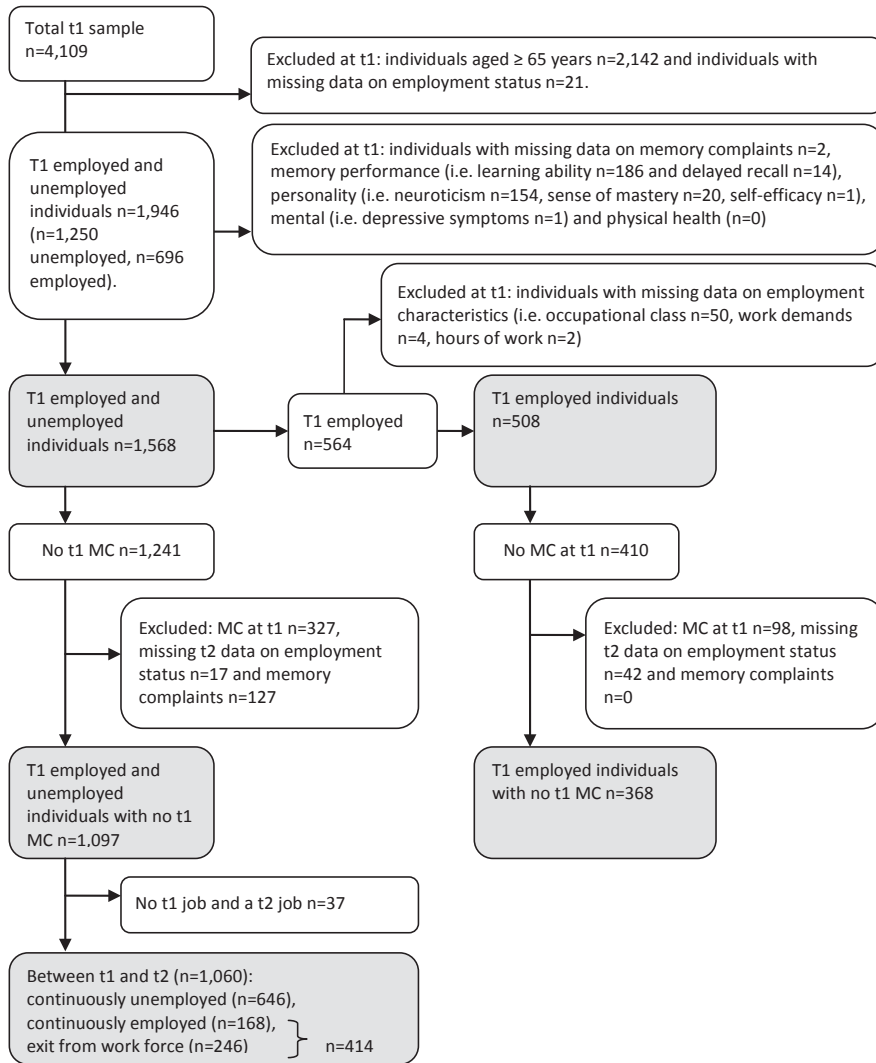 Total t1 sample
n=4,109
Excluded at t1: individuals aged ≥ 65 years n=2,142 and individuals with
missing data on employment status n=21.
T1 employed and
unemployed
individuals n=1,946
(n=1,250
unemployed, n=696
employed).
Excluded at t1: individuals with missing data on memory complaints n=2,
memory performance (i.e. learning ability n=186 and delayed recall n=14),
personality (i.e. neuroticism n=154, sense of mastery n=20, self-efficacy n=1),
mental (i.e. depressive symptoms n=1) and physical health (n=0)
Excluded at t1: individuals with missing data on employment
characteristics (i.e. occupational class n=50, work demands
n=4, hours of work n=2)
T1 employed and
unemployed
individuals n=1,568
T1 employed
n=564
T1 employed individuals
n=508
No t1 MC n=1,241
No MC at t1 n=410
Excluded: MC at t1 n=327,
missing t2 data on employment
status n=17 and memory
complaints n=127
Excluded: MC at t1 n=98, missing
t2 data on employment status
n=42 and memory complaints
n=0
T1 employed and
unemployed
individuals with no t1
MC n=1,097
T1 employed individuals
with no t1 MC n=368
No t1 job and a t2 job n=37
Between t1 and t2 (n=1,060):
continuously unemployed (n=646),
continuously employed (n=168),
exit from work force (n=246) n=414